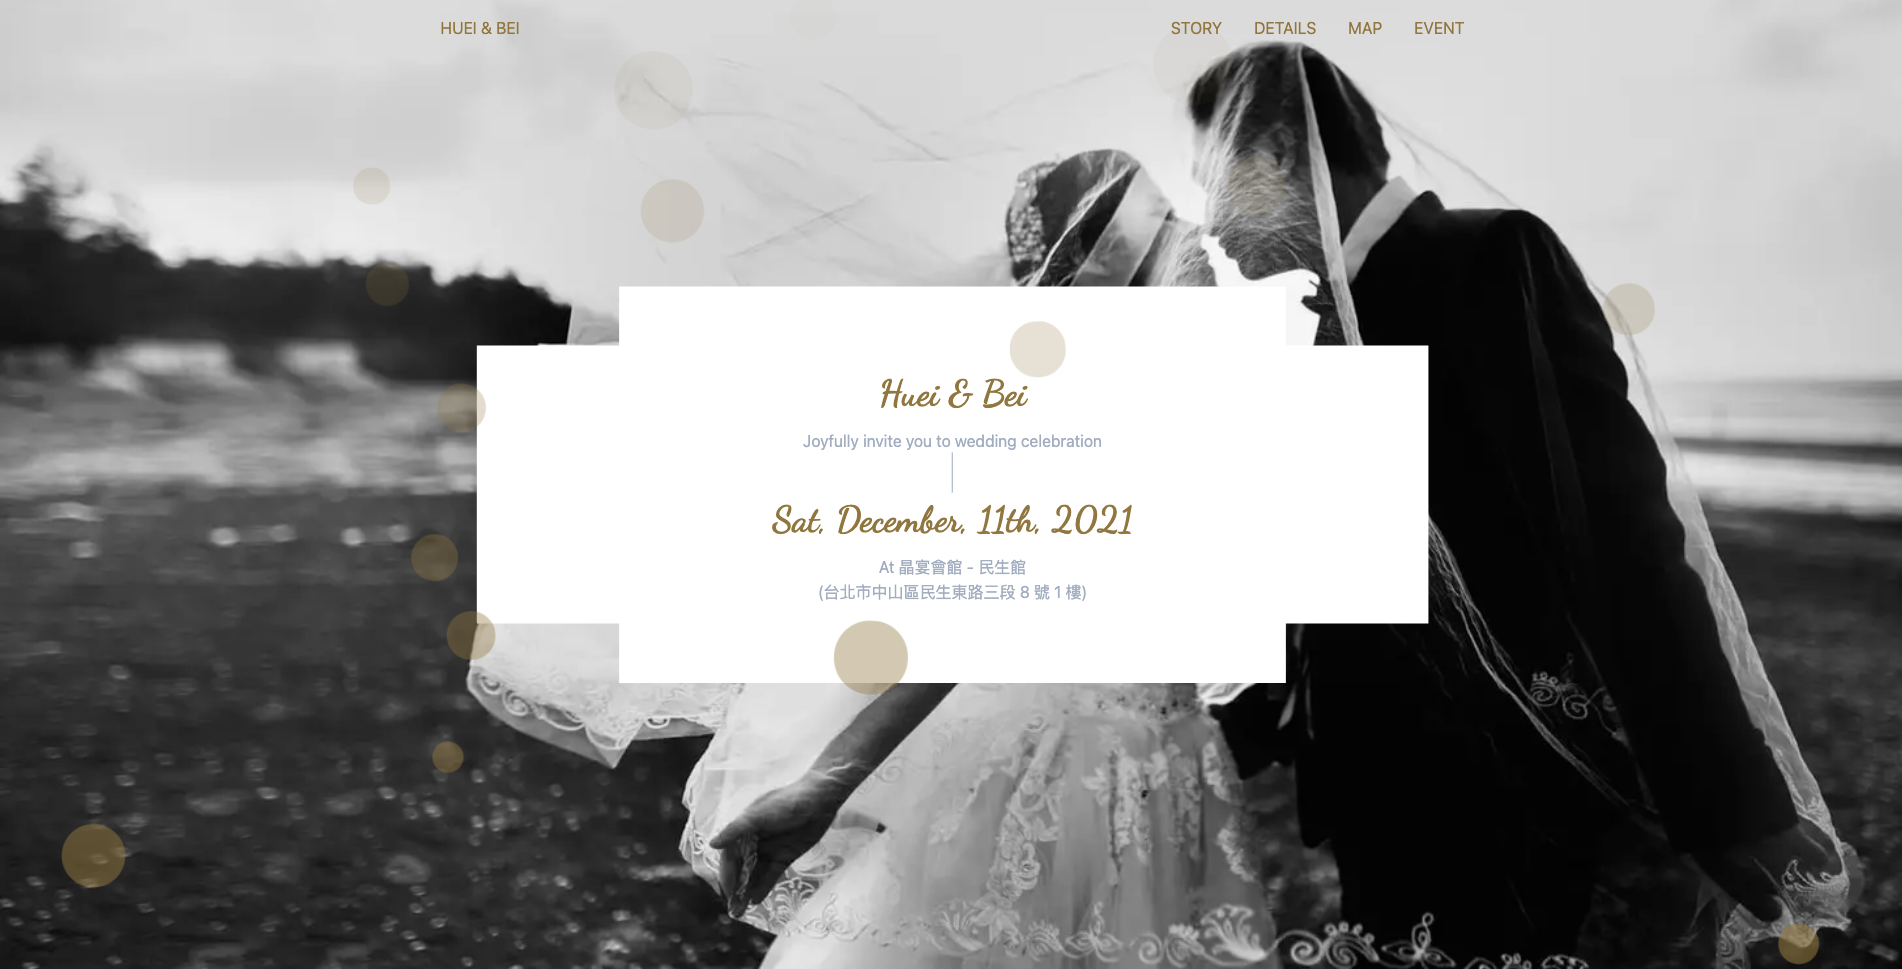 HUEI & BEI
STORY DETAILS MAP EVENT
Huei & Bei
Joyfully invite you to wedding celebration
Sat, December, 11th, 2021
At 晶宴會館 - 民生館
(台北市中山區民生東路三段 8 號 1 樓)